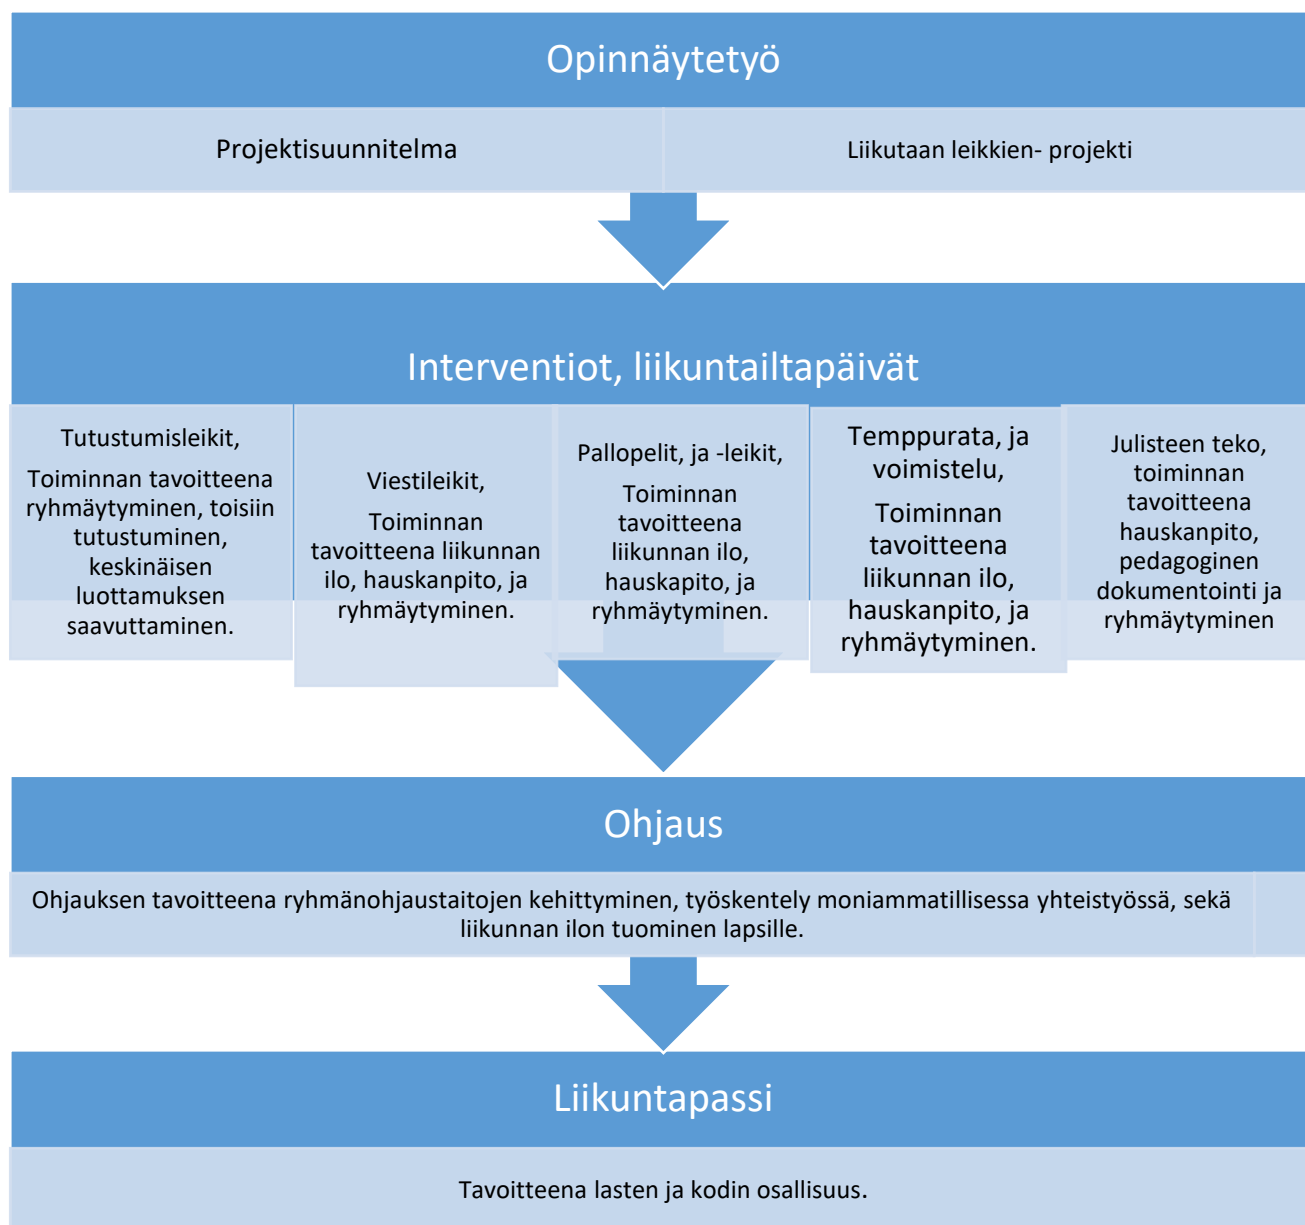 Opinnäytetyö
Projektisuunnitelma
Liikutaan leikkien- projekti
Interventiot, liikuntailtapäivät
Tutustumisleikit,
Toiminnan tavoitteena
ryhmäytyminen, toisiin
tutustuminen,
keskinäisen
luottamuksen
saavuttaminen.
Viestileikit,
Toiminnan
tavoitteena liikunnan
ilo, hauskanpito, ja
ryhmäytyminen.
Pallopelit, ja -leikit,
Toiminnan
tavoitteena
liikunnan ilo,
hauskapito, ja
ryhmäytyminen.
Temppurata, ja
voimistelu,
Toiminnan
tavoitteena
liikunnan ilo,
hauskanpito, ja
ryhmäytyminen.
Julisteen teko,
toiminnan
tavoitteena
hauskanpito,
pedagoginen
dokumentointi ja
ryhmäytyminen
Ohjaus
Ohjauksen tavoitteena ryhmänohjaustaitojen kehittyminen, työskentely moniammatillisessa yhteistyössä, sekä
liikunnan ilon tuominen lapsille.
Liikuntapassi
Tavoitteena lasten ja kodin osallisuus.